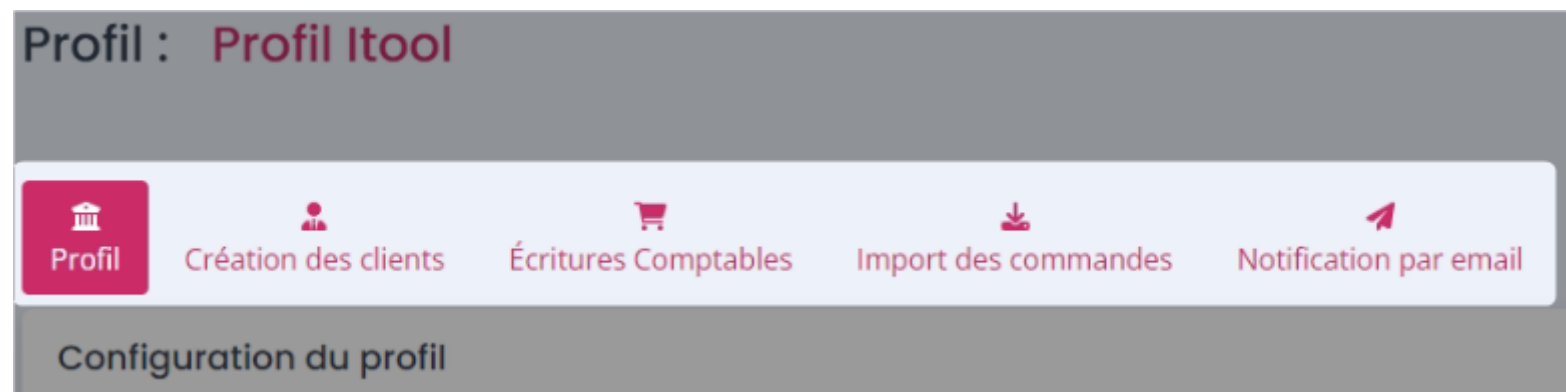 Profil : Profil Itool
Profil
Création des clients
Écritures Comptables
Import des commandes
Notification par email
Configuration du profil